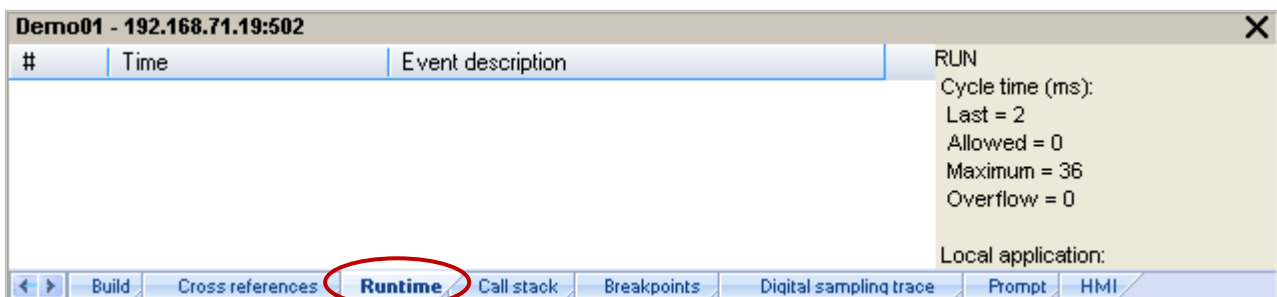 Demo01 - 192.168.71.19:502
# Time Event description
RUN
Cycle time (ms):
Last = 2
Allowed = 0
Maximum = 36
Overflow = 0
Local application:
Build Cross references Runtime Call stack Breakpoints Digital sampling trace Prompt HMI